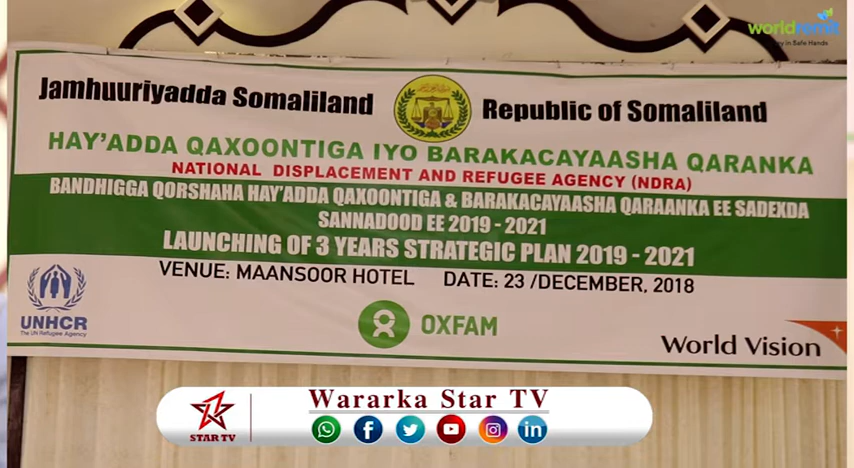 worldremit
in Safe Hands
Jamhuuriyadda Somaliland
Republic of Somaliland
HAY'ADDA QAXOONTIGA IYO BARAKACAYAASHA QARANKA
NATIONAL DISPLACEMENT AND REFUGEE AGENCY (NDRA)
BANDHIGGA QORSHAHA HAY'ADDA QAXOONTIGA & BARAKACAYAASHA QARAANKA EE SADEXDA
SANNADOOD EE 2019 - 2021
LAUNCHING OF 3 YEARS STRATEGIC PLAN 2019 - 2021
VENUE: MAANSOOR HOTEL DATE: 23 /DECEMBER, 2018
UNHCR
The UN Refugee Agency
OXFAM
World Vision
Wararka Star TV
STAR TV